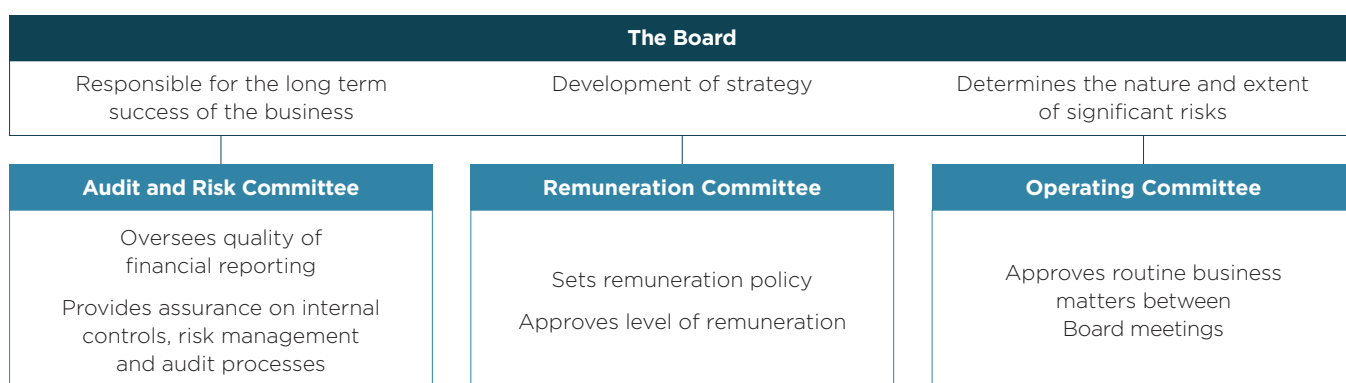 The Board
Responsible for the long term
success of the business
Development of strategy
Determines the nature and extent
of significant risks
Audit and Risk Committee
Oversees quality of
financial reporting
Provides assurance on internal
controls, risk management
and audit processes
Remuneration Committee
Sets remuneration policy
Approves level of remuneration
Operating Committee
Approves routine business
matters between
Board meetings